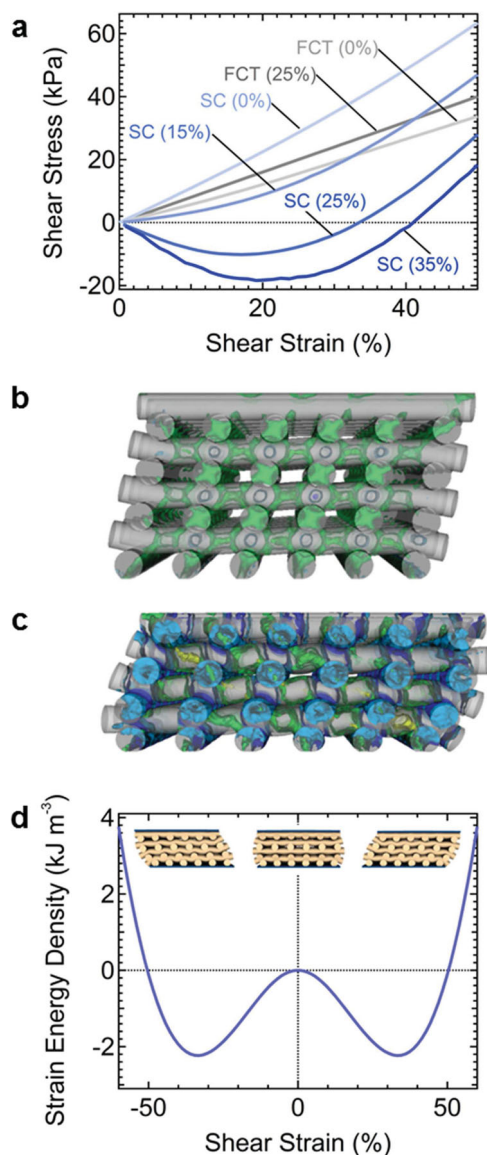 a
Shear Stress (kPa)
60
40
20
0
-20
FCT (0%)
FCT (25%)
SC (0%)
SC (15%)
SC (25%)
SC (35%)
0
20
40
Shear Strain (%)
b
c
d
Strain Energy Density (kJ m⁻³)
4
2
0
-2
-50
0
50
Shear Strain (%)